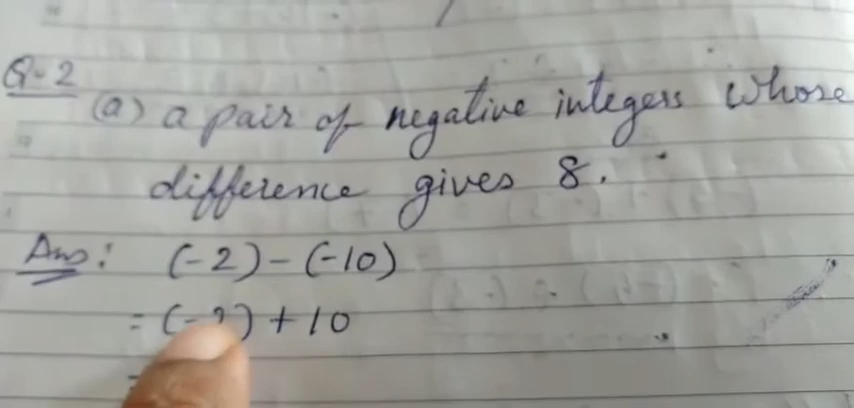 Q-2
(a) a pair of negative integers whose
difference gives 8.
Ans: (-2)-(-10)
= (-2) + 10
=